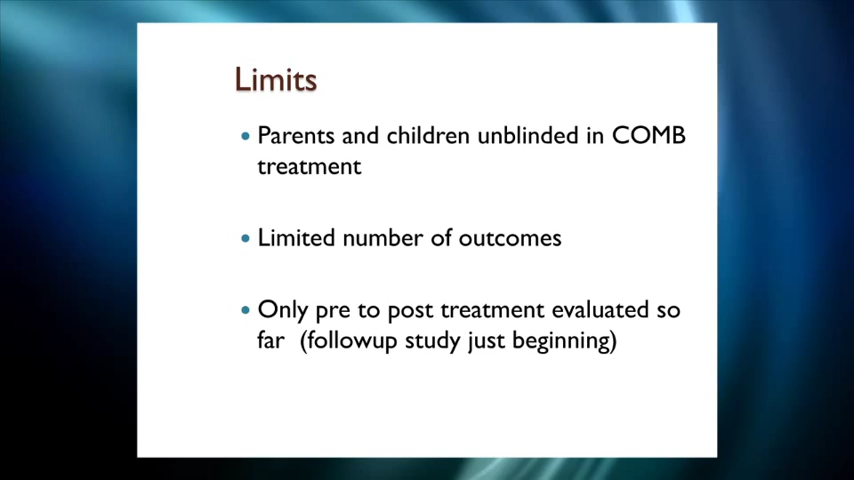 Limits
• Parents and children unblinded in COMB
treatment
• Limited number of outcomes
• Only pre to post treatment evaluated so
far (followup study just beginning)